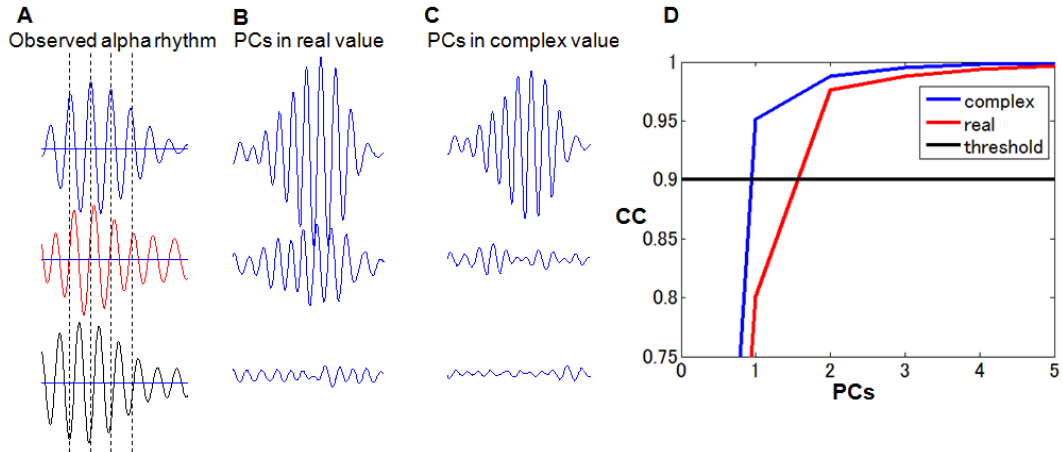 A
Observed alpha rhythm
B
PCs in real value
C
PCs in complex value
D
1
0.95
0.9
0.85
0.8
0.75
CC
complex
real
threshold
0 1 2 3 4 5
PCs